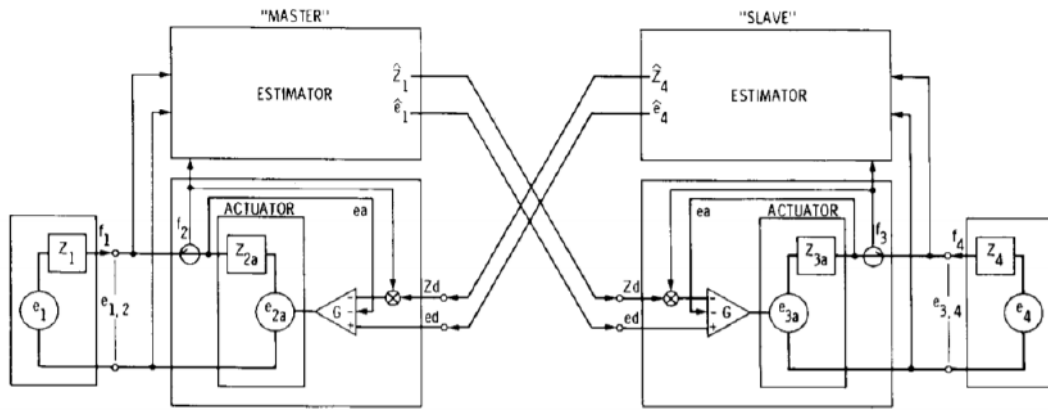 "MASTER"
"SLAVE"
ESTIMATOR
Ẑ1
ê1
Ẑ4
ê4
ESTIMATOR
ACTUATOR
ea
f1
f2
Z1
Z2a
e1
e1,2
e2a
G
-
-
+
Zd
ed
Zd
ed
ea
-
-
+
G
ACTUATOR
f3
Z3a
e3a
f4
Z4
e3,4
e4